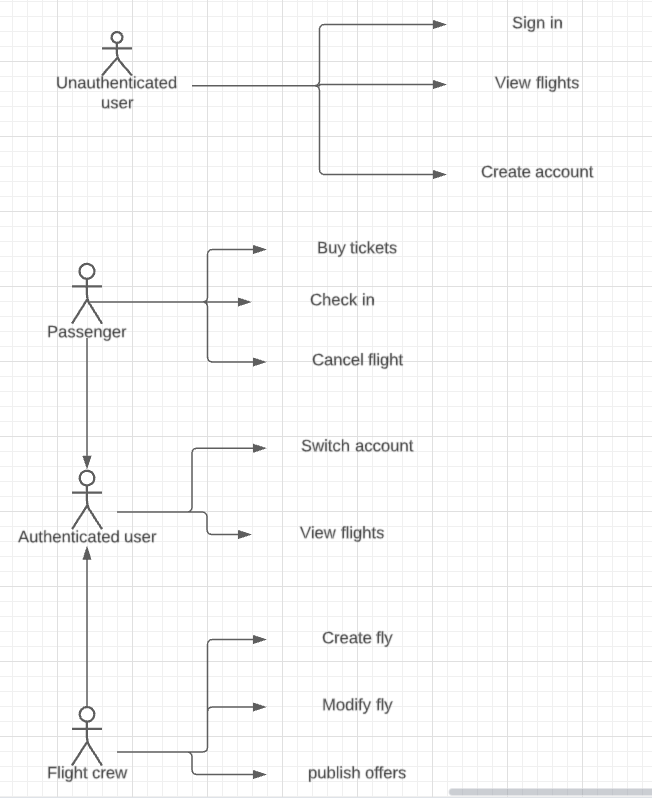 Sign in
Unauthenticated
user
View flights
Create account
Buy tickets
Check in
Passenger
Cancel flight
Switch account
View flights
Authenticated user
Create fly
Modify fly
Flight crew
publish offers